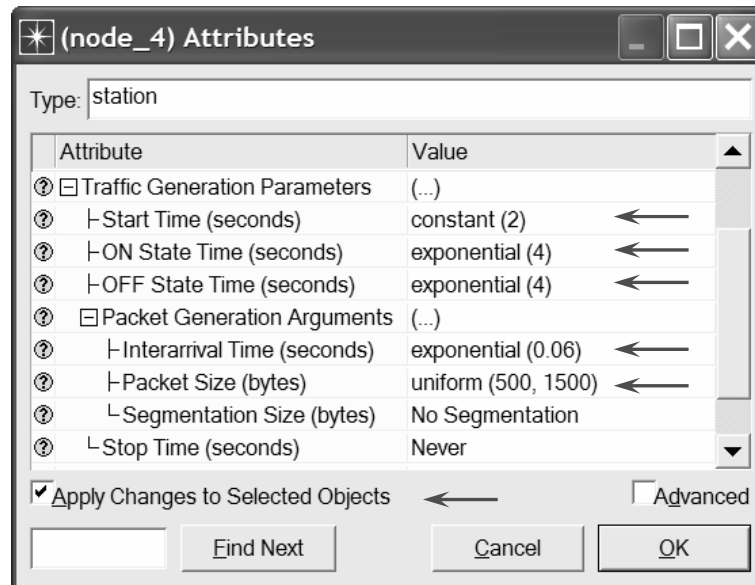 (node_4) Attributes
Type: station
Attribute Value
Traffic Generation Parameters (...)
Start Time (seconds) constant (2)
ON State Time (seconds) exponential (4)
OFF State Time (seconds) exponential (4)
Packet Generation Arguments (...)
Interarrival Time (seconds) exponential (0.06)
Packet Size (bytes) uniform (500, 1500)
Segmentation Size (bytes) No Segmentation
Stop Time (seconds) Never
Apply Changes to Selected Objects Advanced
Find Next Cancel OK